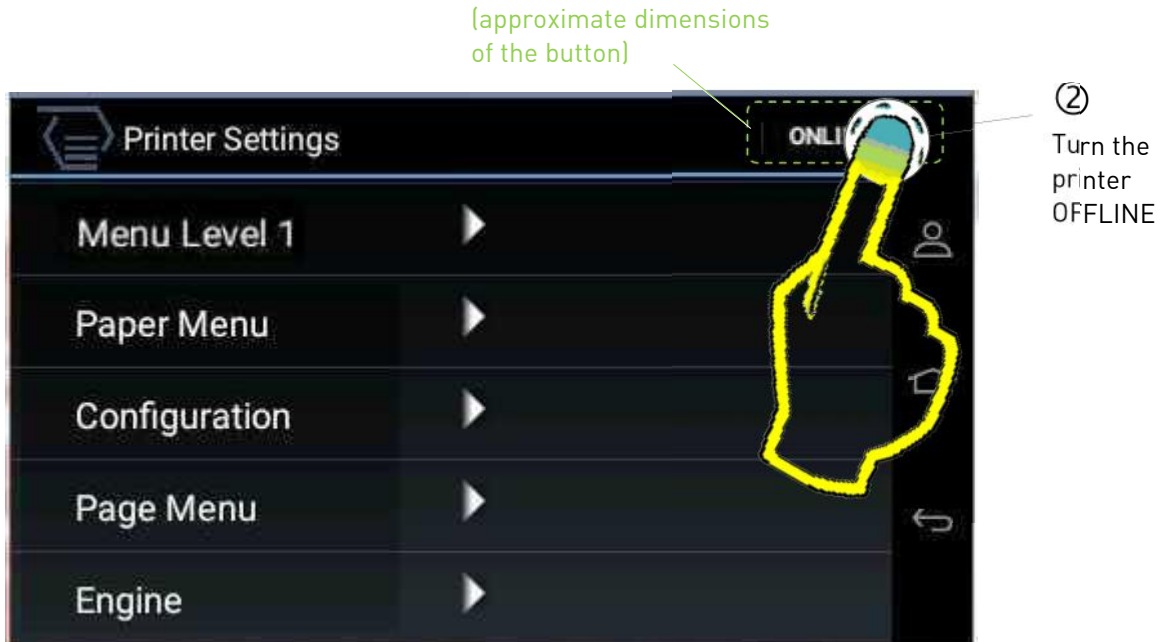 (approximate dimensions
of the button)
②
Turn the
printer
OFFLINE
Printer Settings
ONLI
Menu Level 1
Paper Menu
Configuration
Page Menu
Engine